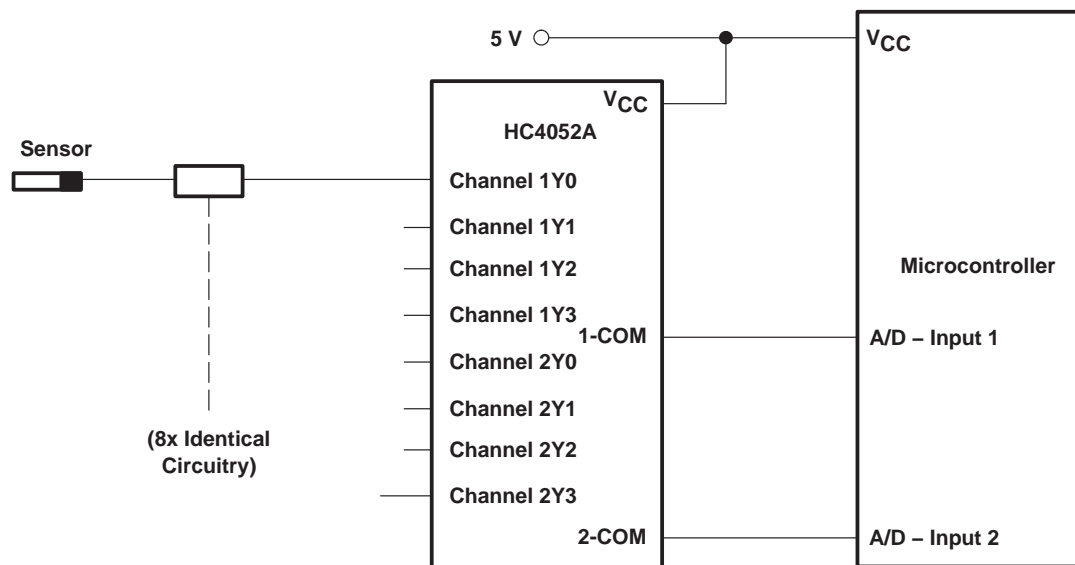 5 V
VCC
VCC
HC4052A
Sensor
Channel 1Y0
Channel 1Y1
Channel 1Y2
Microcontroller
Channel 1Y3
1-COM
A/D – Input 1
Channel 2Y0
Channel 2Y1
(8x Identical
Circuitry)
Channel 2Y2
Channel 2Y3
2-COM
A/D – Input 2